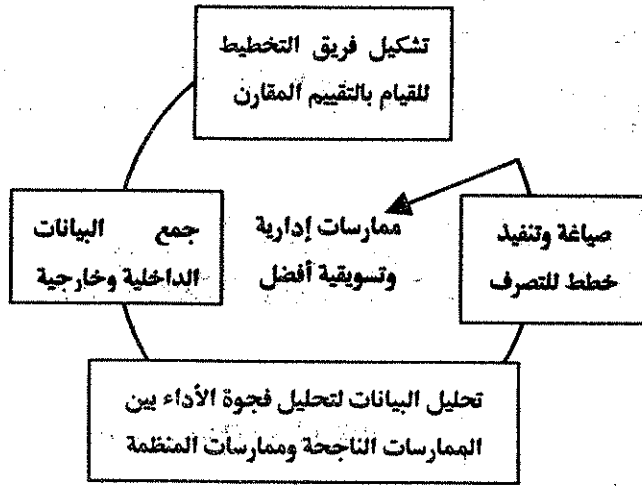 تشكيل فريق التخطيط
للقيام بالتقييم المقارن
جمع البيانات
الداخلية وخارجية
ممارسات إدارية
وتسويقية أفضل
صياغة وتنفيذ
خطط للتصرف
تحليل البيانات لتحليل فجوة الأداء بين
الممارسات الناجحة وممارسات المنظمة